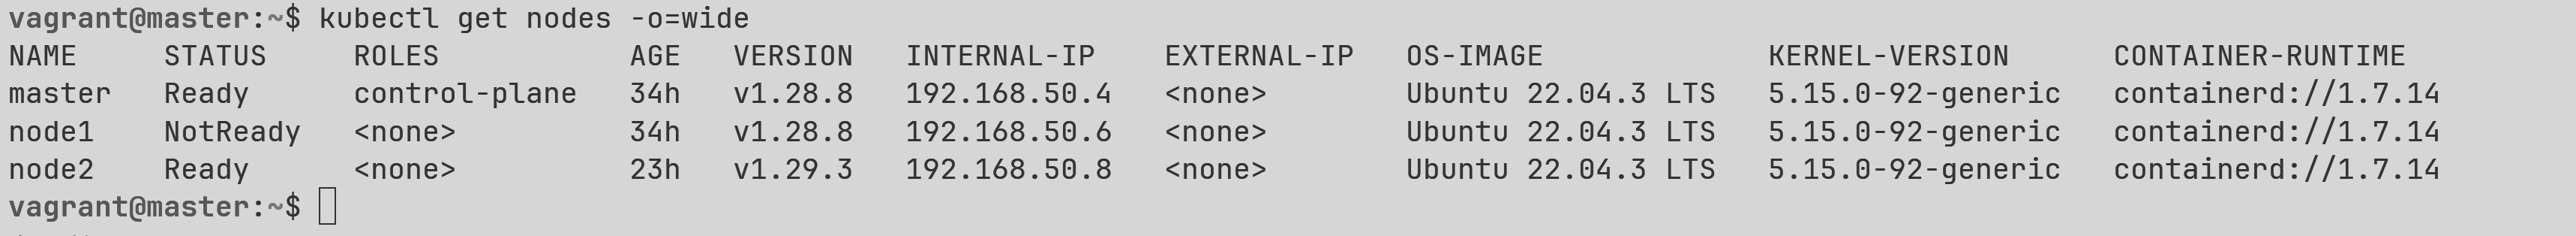 vagrant@master:~$ kubectl get nodes -o=wide
NAME     STATUS     ROLES           AGE   VERSION   INTERNAL-IP    EXTERNAL-IP   OS-IMAGE             KERNEL-VERSION      CONTAINER-RUNTIME
master   Ready      control-plane   34h   v1.28.8   192.168.50.4   <none>        Ubuntu 22.04.3 LTS   5.15.0-92-generic   containerd://1.7.14
node1    NotReady   <none>          34h   v1.28.8   192.168.50.6   <none>        Ubuntu 22.04.3 LTS   5.15.0-92-generic   containerd://1.7.14
node2    Ready      <none>          23h   v1.29.3   192.168.50.8   <none>        Ubuntu 22.04.3 LTS   5.15.0-92-generic   containerd://1.7.14
vagrant@master:~$